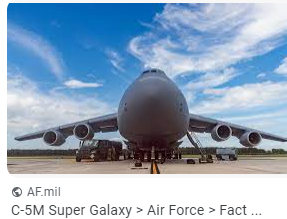 AF.mil
C-5M Super Galaxy > Air Force > Fact ...